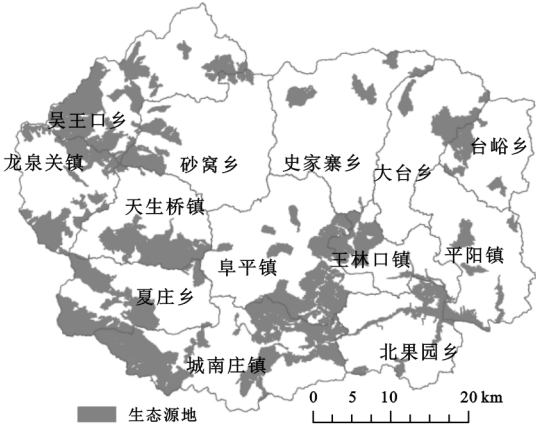 吴王口乡
龙泉关镇
砂窝乡
史家寨乡
大台乡
台峪乡
天生桥镇
阜平镇
王林口镇
平阳镇
夏庄乡
城南庄镇
北果园乡
0 5 10 20 km
生态源地